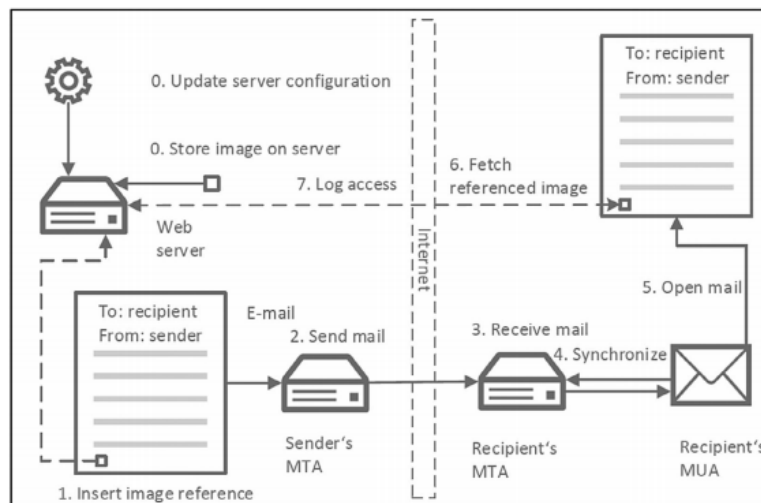 0. Update server configuration
0. Store image on server
7. Log access
6. Fetch
referenced image
To: recipient
From: sender
Web
server
Internet
To: recipient
From: sender
E-mail
2. Send mail
3. Receive mail
4. Synchronize
5. Open mail
Sender's
MTA
Recipient's
MTA
Recipient's
MUA
1. Insert image reference